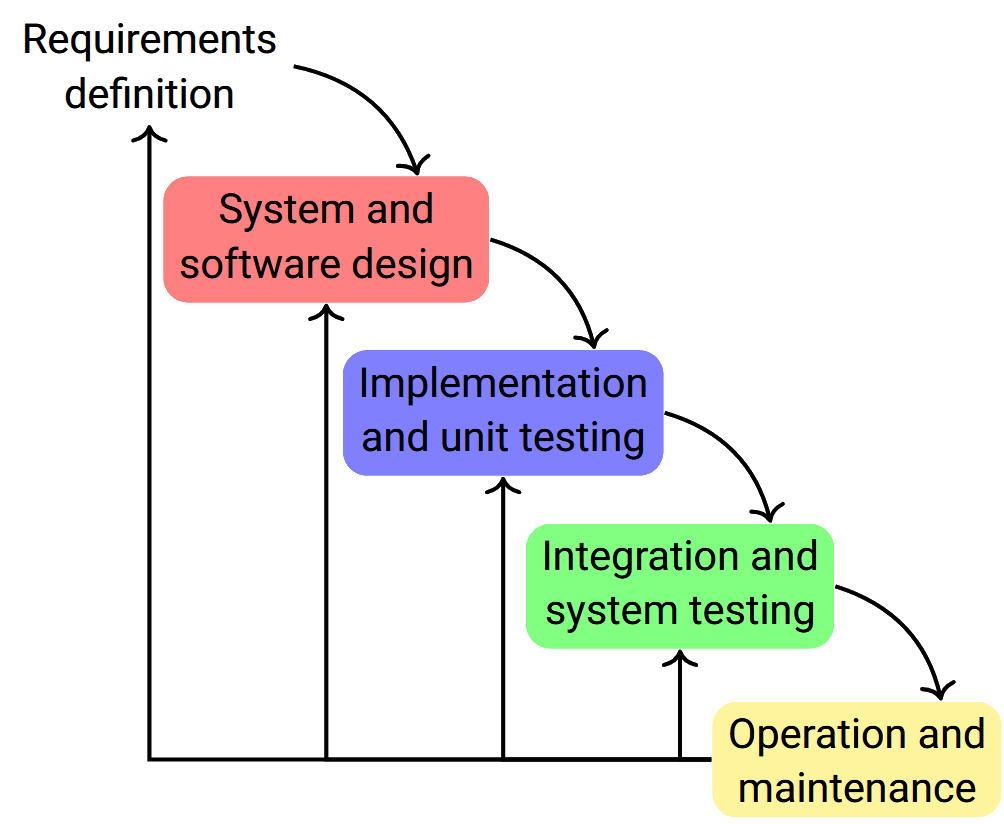 Requirements
definition
System and
software design
Implementation
and unit testing
Integration and
system testing
Operation and
maintenance